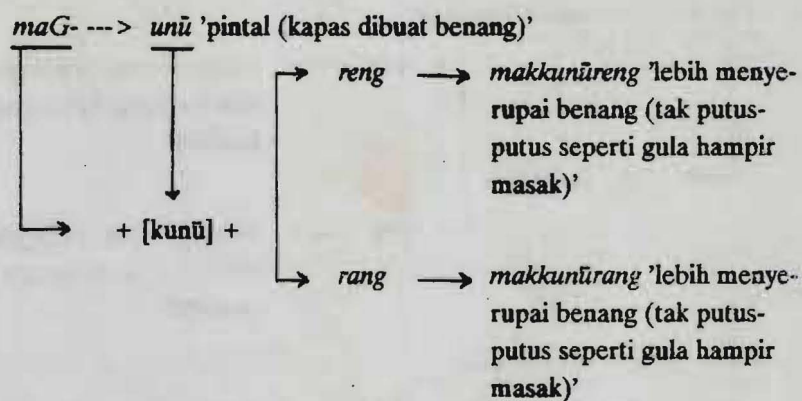 maG- ---> unū 'pintal (kapas dibuat benang)'
reng → makkunūreng 'lebih menye-
rupai benang (tak putus-
putus seperti gula hampir
masak)'
+ [kunū] +
rang → makkunūrang 'lebih menye-
rupai benang (tak putus-
putus seperti gula hampir
masak)'